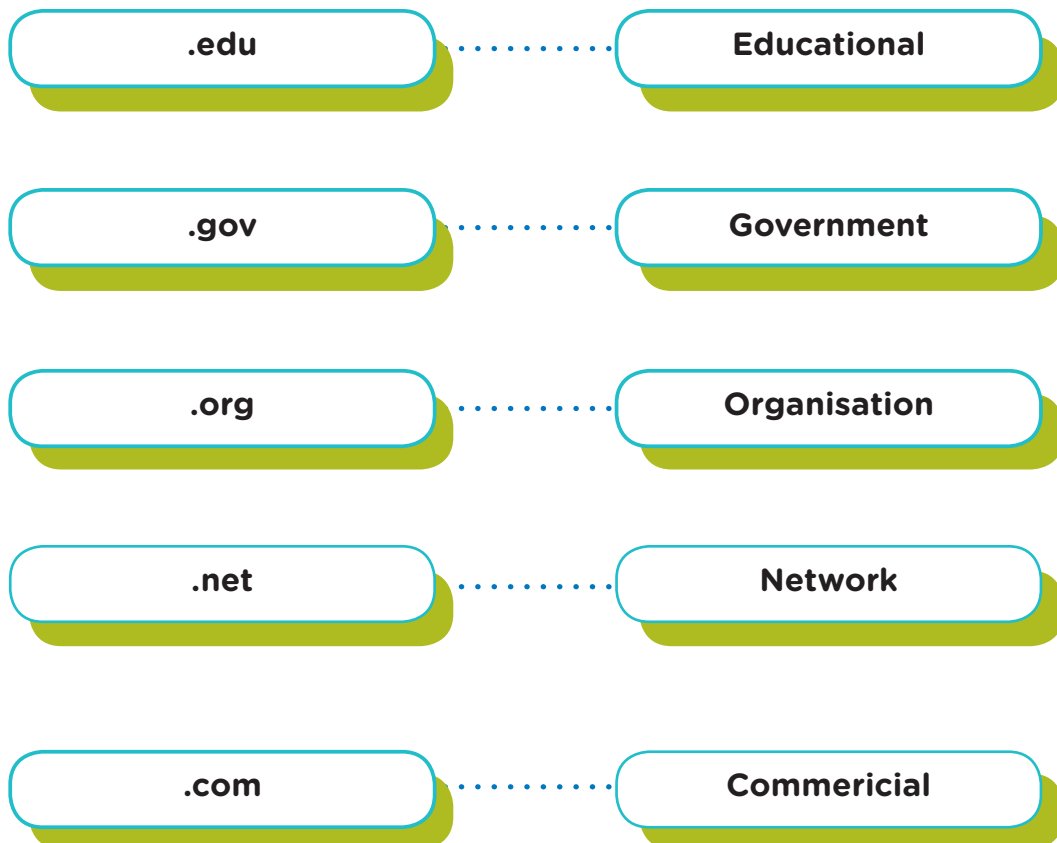 .edu Educational
.gov Government
.org Organisation
.net Network
.com Commericial